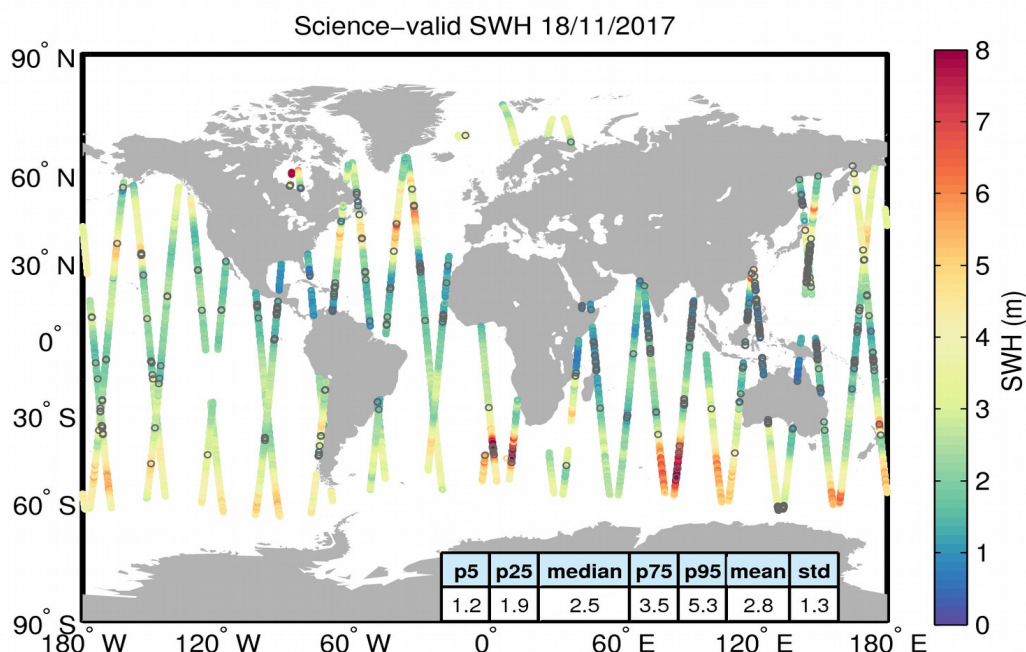 Science−valid SWH 18/11/2017
90° N
60° N
30° N
0°
30° S
60° S
90° S
180° W 120° W 60° W 0° 60° E 120° E 180° E
p5 p25 median p75 p95 mean std
1.2 1.9 2.5 3.5 5.3 2.8 1.3
8
7
6
5
4
3
2
1
0
SWH (m)